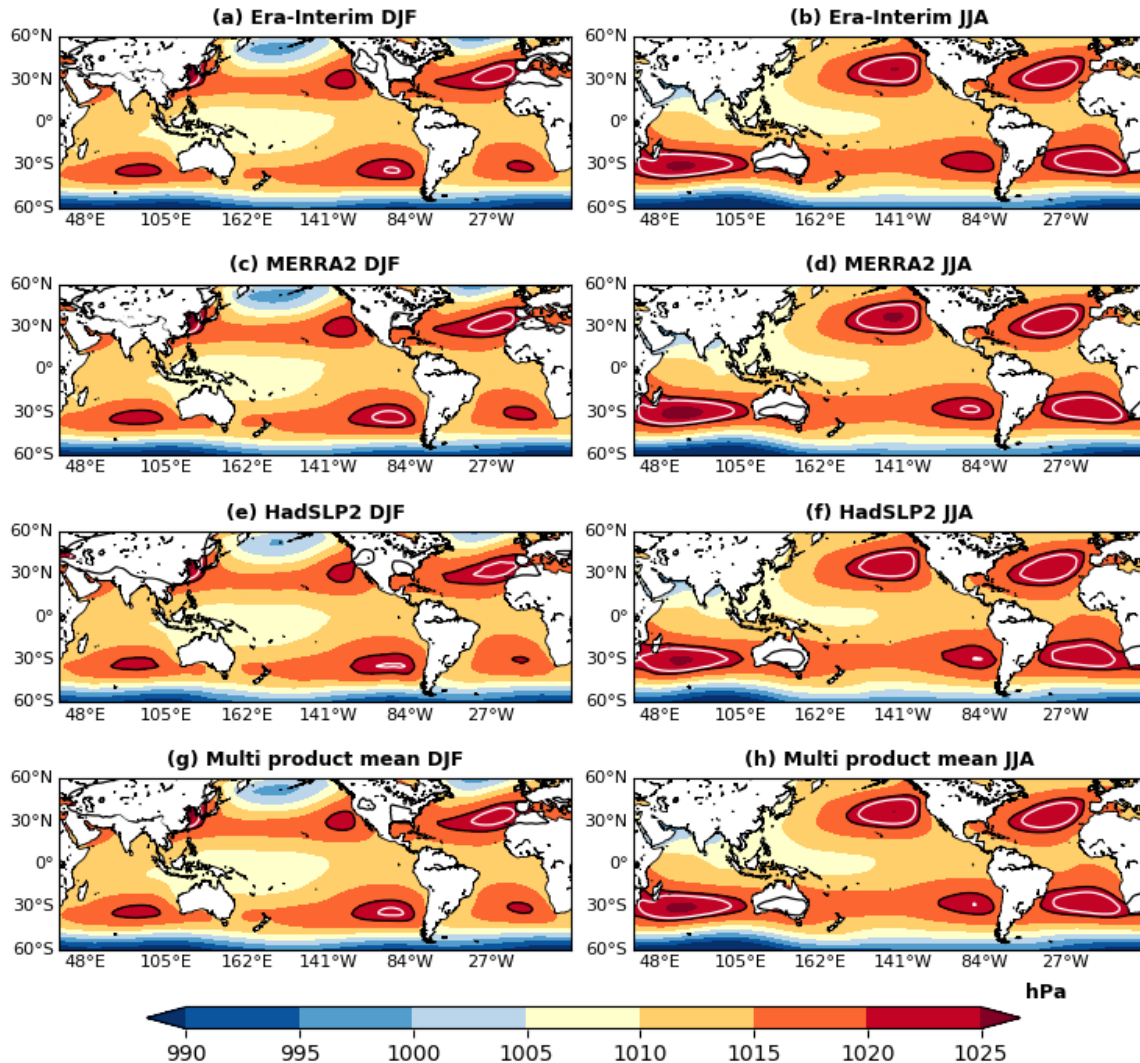 (a) Era-Interim DJF
(b) Era-Interim JJA
60°N
30°N
0°
30°S
60°S
48°E 105°E 162°E 141°W 84°W 27°W
60°N
30°N
0°
30°S
60°S
48°E 105°E 162°E 141°W 84°W 27°W
(c) MERRA2 DJF
(d) MERRA2 JJA
60°N
30°N
0°
30°S
60°S
48°E 105°E 162°E 141°W 84°W 27°W
60°N
30°N
0°
30°S
60°S
48°E 105°E 162°E 141°W 84°W 27°W
(e) HadSLP2 DJF
(f) HadSLP2 JJA
60°N
30°N
0°
30°S
60°S
48°E 105°E 162°E 141°W 84°W 27°W
60°N
30°N
0°
30°S
60°S
48°E 105°E 162°E 141°W 84°W 27°W
(g) Multi product mean DJF
(h) Multi product mean JJA
60°N
30°N
0°
30°S
60°S
48°E 105°E 162°E 141°W 84°W 27°W
60°N
30°N
0°
30°S
60°S
48°E 105°E 162°E 141°W 84°W 27°W
hPa
990 995 1000 1005 1010 1015 1020 1025